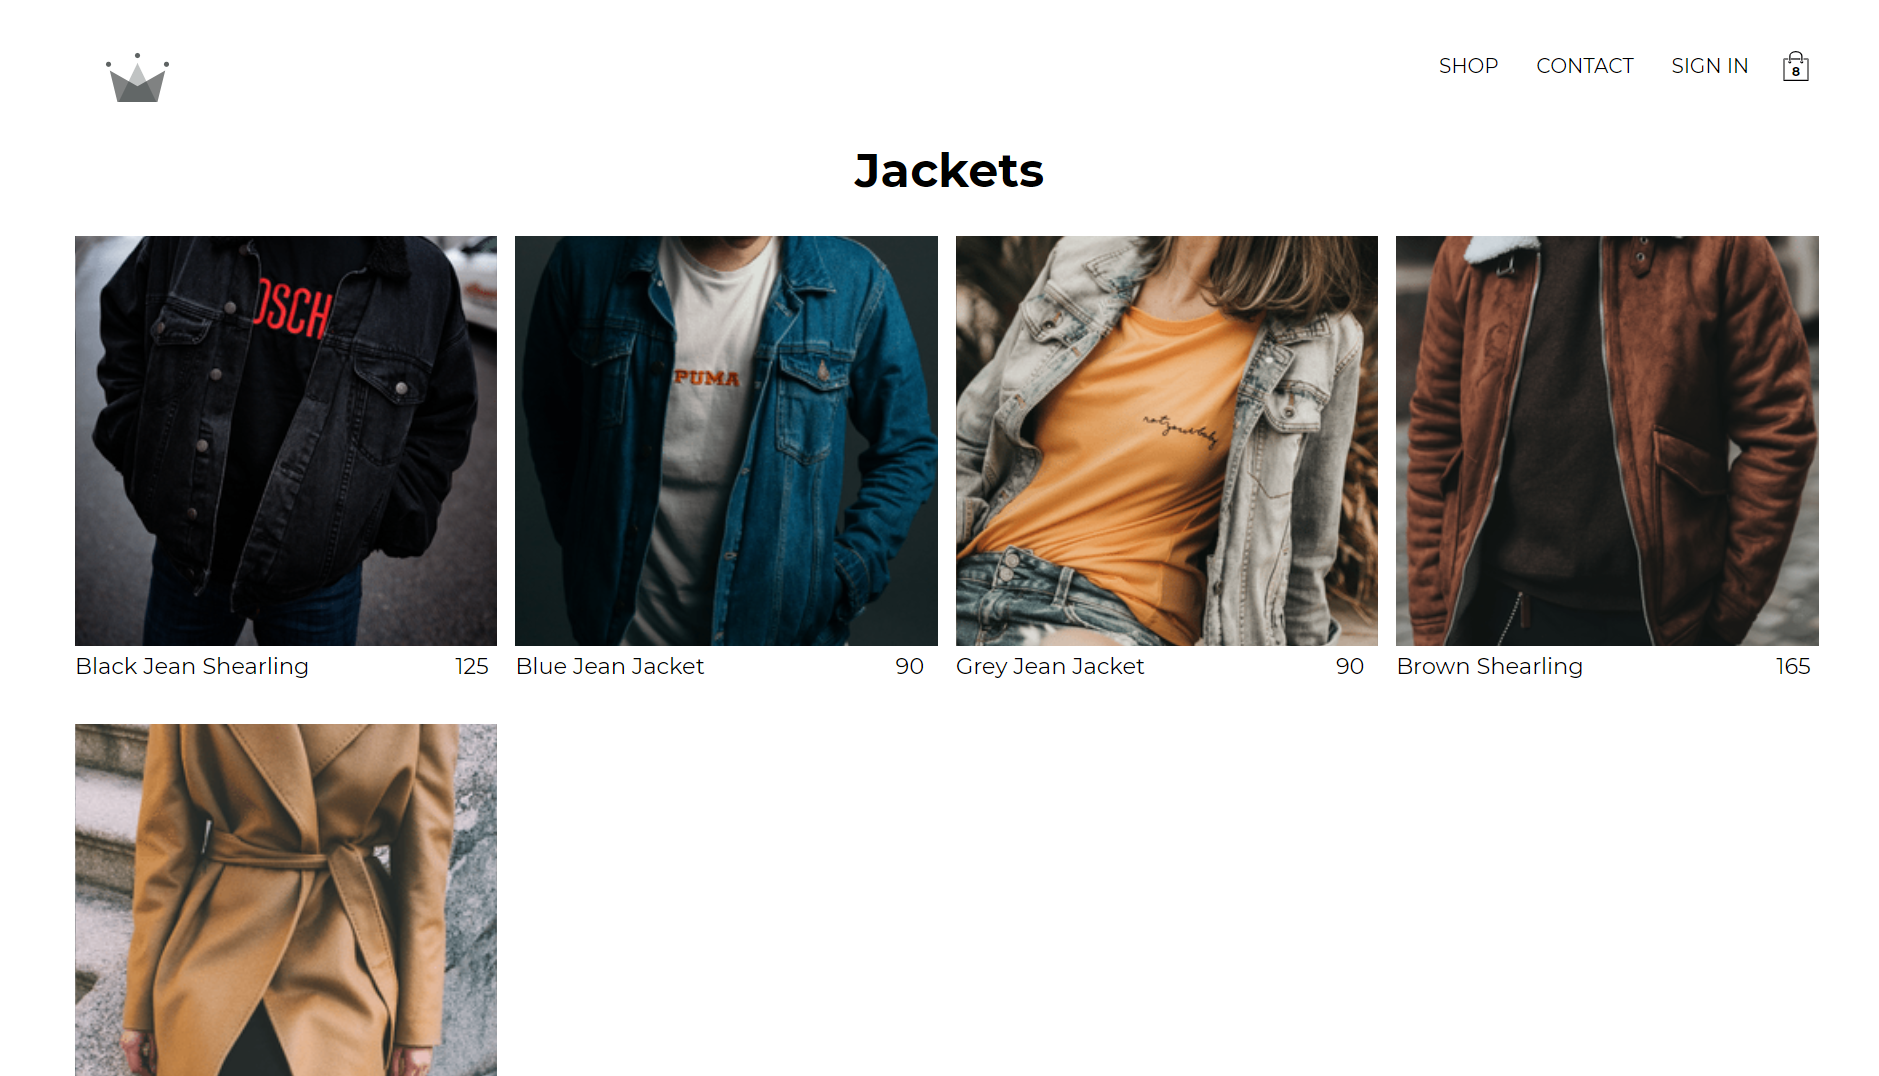 SHOP CONTACT SIGN IN 8
Jackets
OSCH
PUMA
notyourbaby
Black Jean Shearling 125
Blue Jean Jacket 90
Grey Jean Jacket 90
Brown Shearling 165